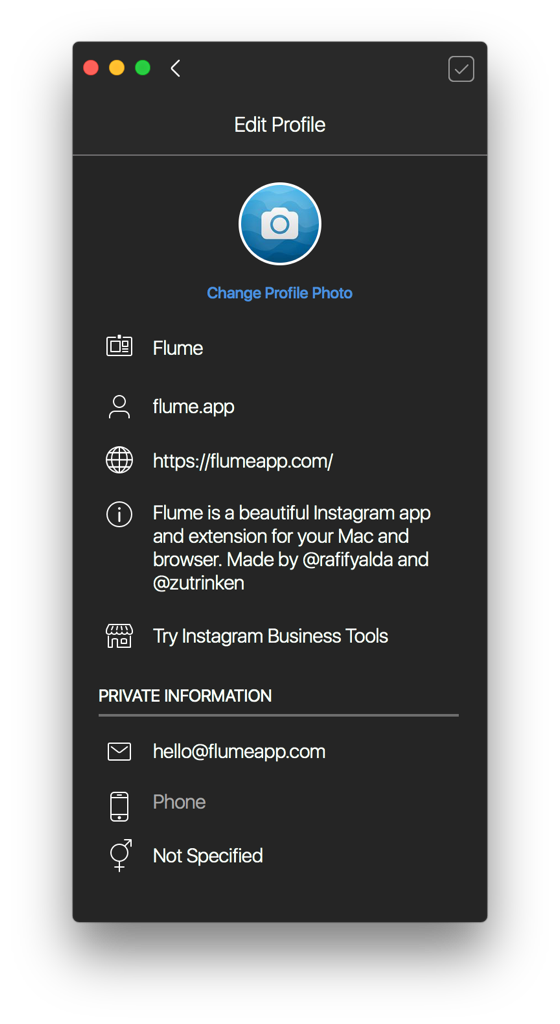 Edit Profile
Change Profile Photo
Flume
flume.app
https://flumeapp.com/
Flume is a beautiful Instagram app
and extension for your Mac and
browser. Made by @rafifyalda and
@zutrinken
Try Instagram Business Tools
PRIVATE INFORMATION
hello@flumeapp.com
Phone
Not Specified